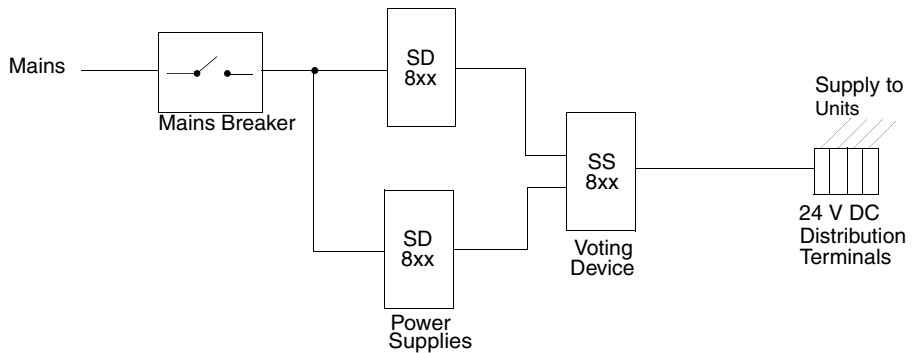 Mains
Mains Breaker
SD
8xx
SD
8xx
Power
Supplies
SS
8xx
Voting
Device
Supply to
Units
24 V DC
Distribution
Terminals